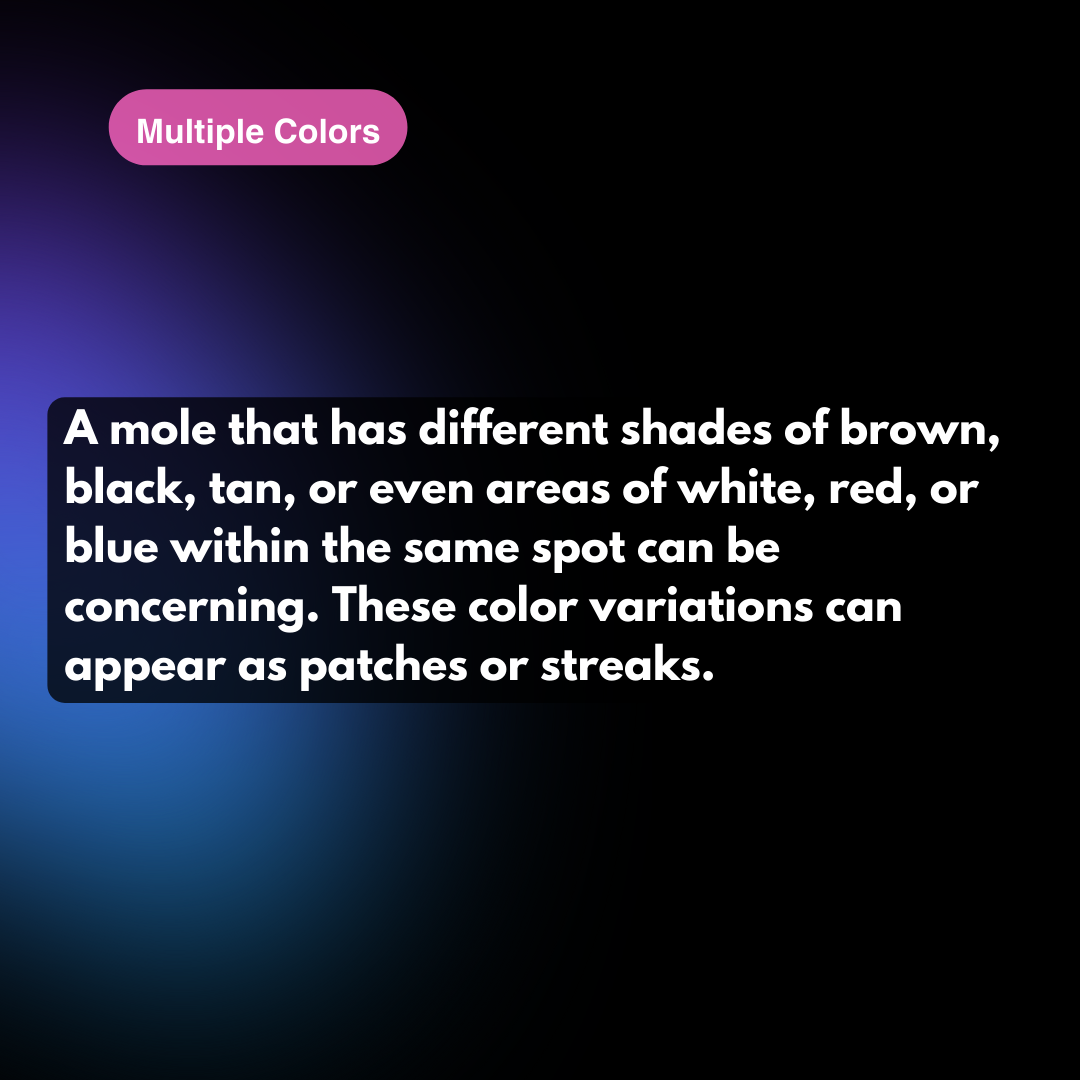 Multiple Colors
A mole that has different shades of brown,
black, tan, or even areas of white, red, or
blue within the same spot can be
concerning. These color variations can
appear as patches or streaks.